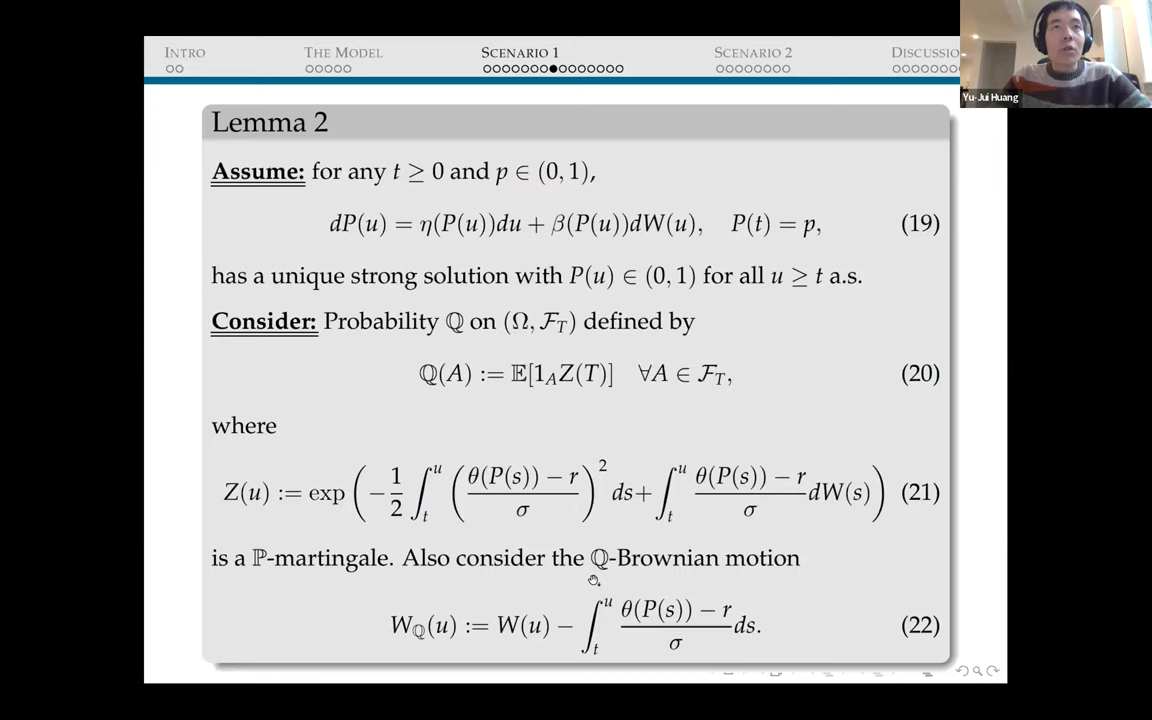 INTRO THE MODEL SCENARIO 1 SCENARIO 2 DISCUSSIO
Yu-Jui Huang
Lemma 2
Assume: for any t ≥ 0 and p ∈ (0, 1),
dP(u) = η(P(u))du + β(P(u))dW(u), P(t) = p, (19)
has a unique strong solution with P(u) ∈ (0, 1) for all u ≥ t a.s.
Consider: Probability ℚ on (Ω, ℱ_T) defined by
ℚ(A) := 𝔼[1_A Z(T)] ∀A ∈ ℱ_T, (20)
where
Z(u) := exp ( −1/2 ∫_t^u ( (θ(P(s)) − r)/σ )^2 ds + ∫_t^u (θ(P(s)) − r)/σ dW(s) ) (21)
is a ℙ-martingale. Also consider the ℚ-Brownian motion
W_ℚ(u) := W(u) − ∫_t^u (θ(P(s)) − r)/σ ds. (22)